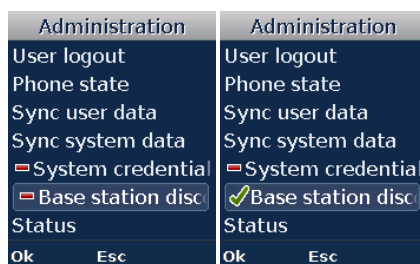 Administration
User logout
Phone state
Sync user data
Sync system data
System credential
Base station disc
Status
Ok Esc
Administration
User logout
Phone state
Sync user data
Sync system data
System credential
Base station disc
Status
Ok Esc